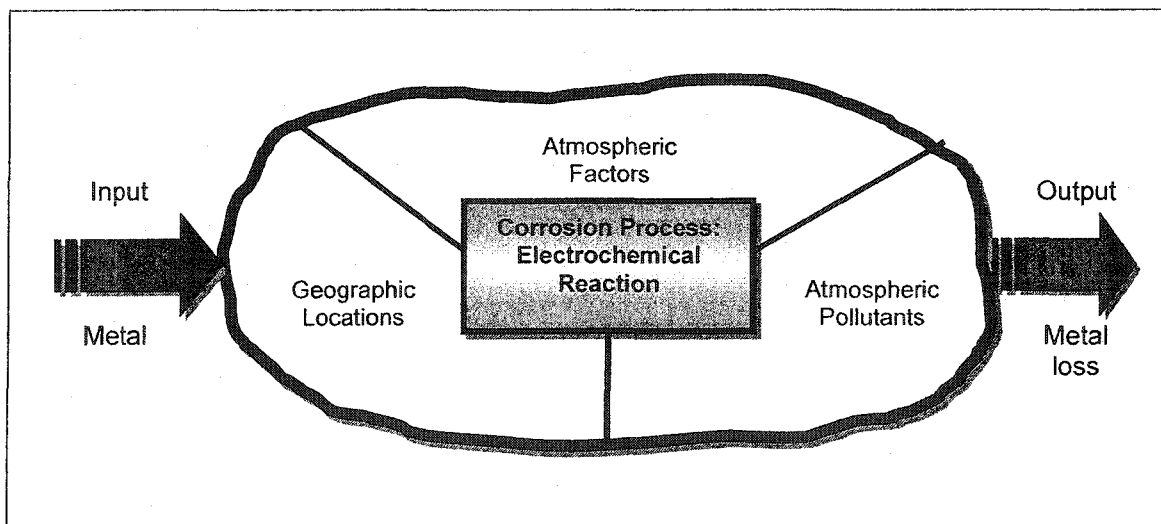 Input
Metal
Atmospheric
Factors
Corrosion Process:
Electrochemical
Reaction
Geographic
Locations
Atmospheric
Pollutants
Output
Metal
loss